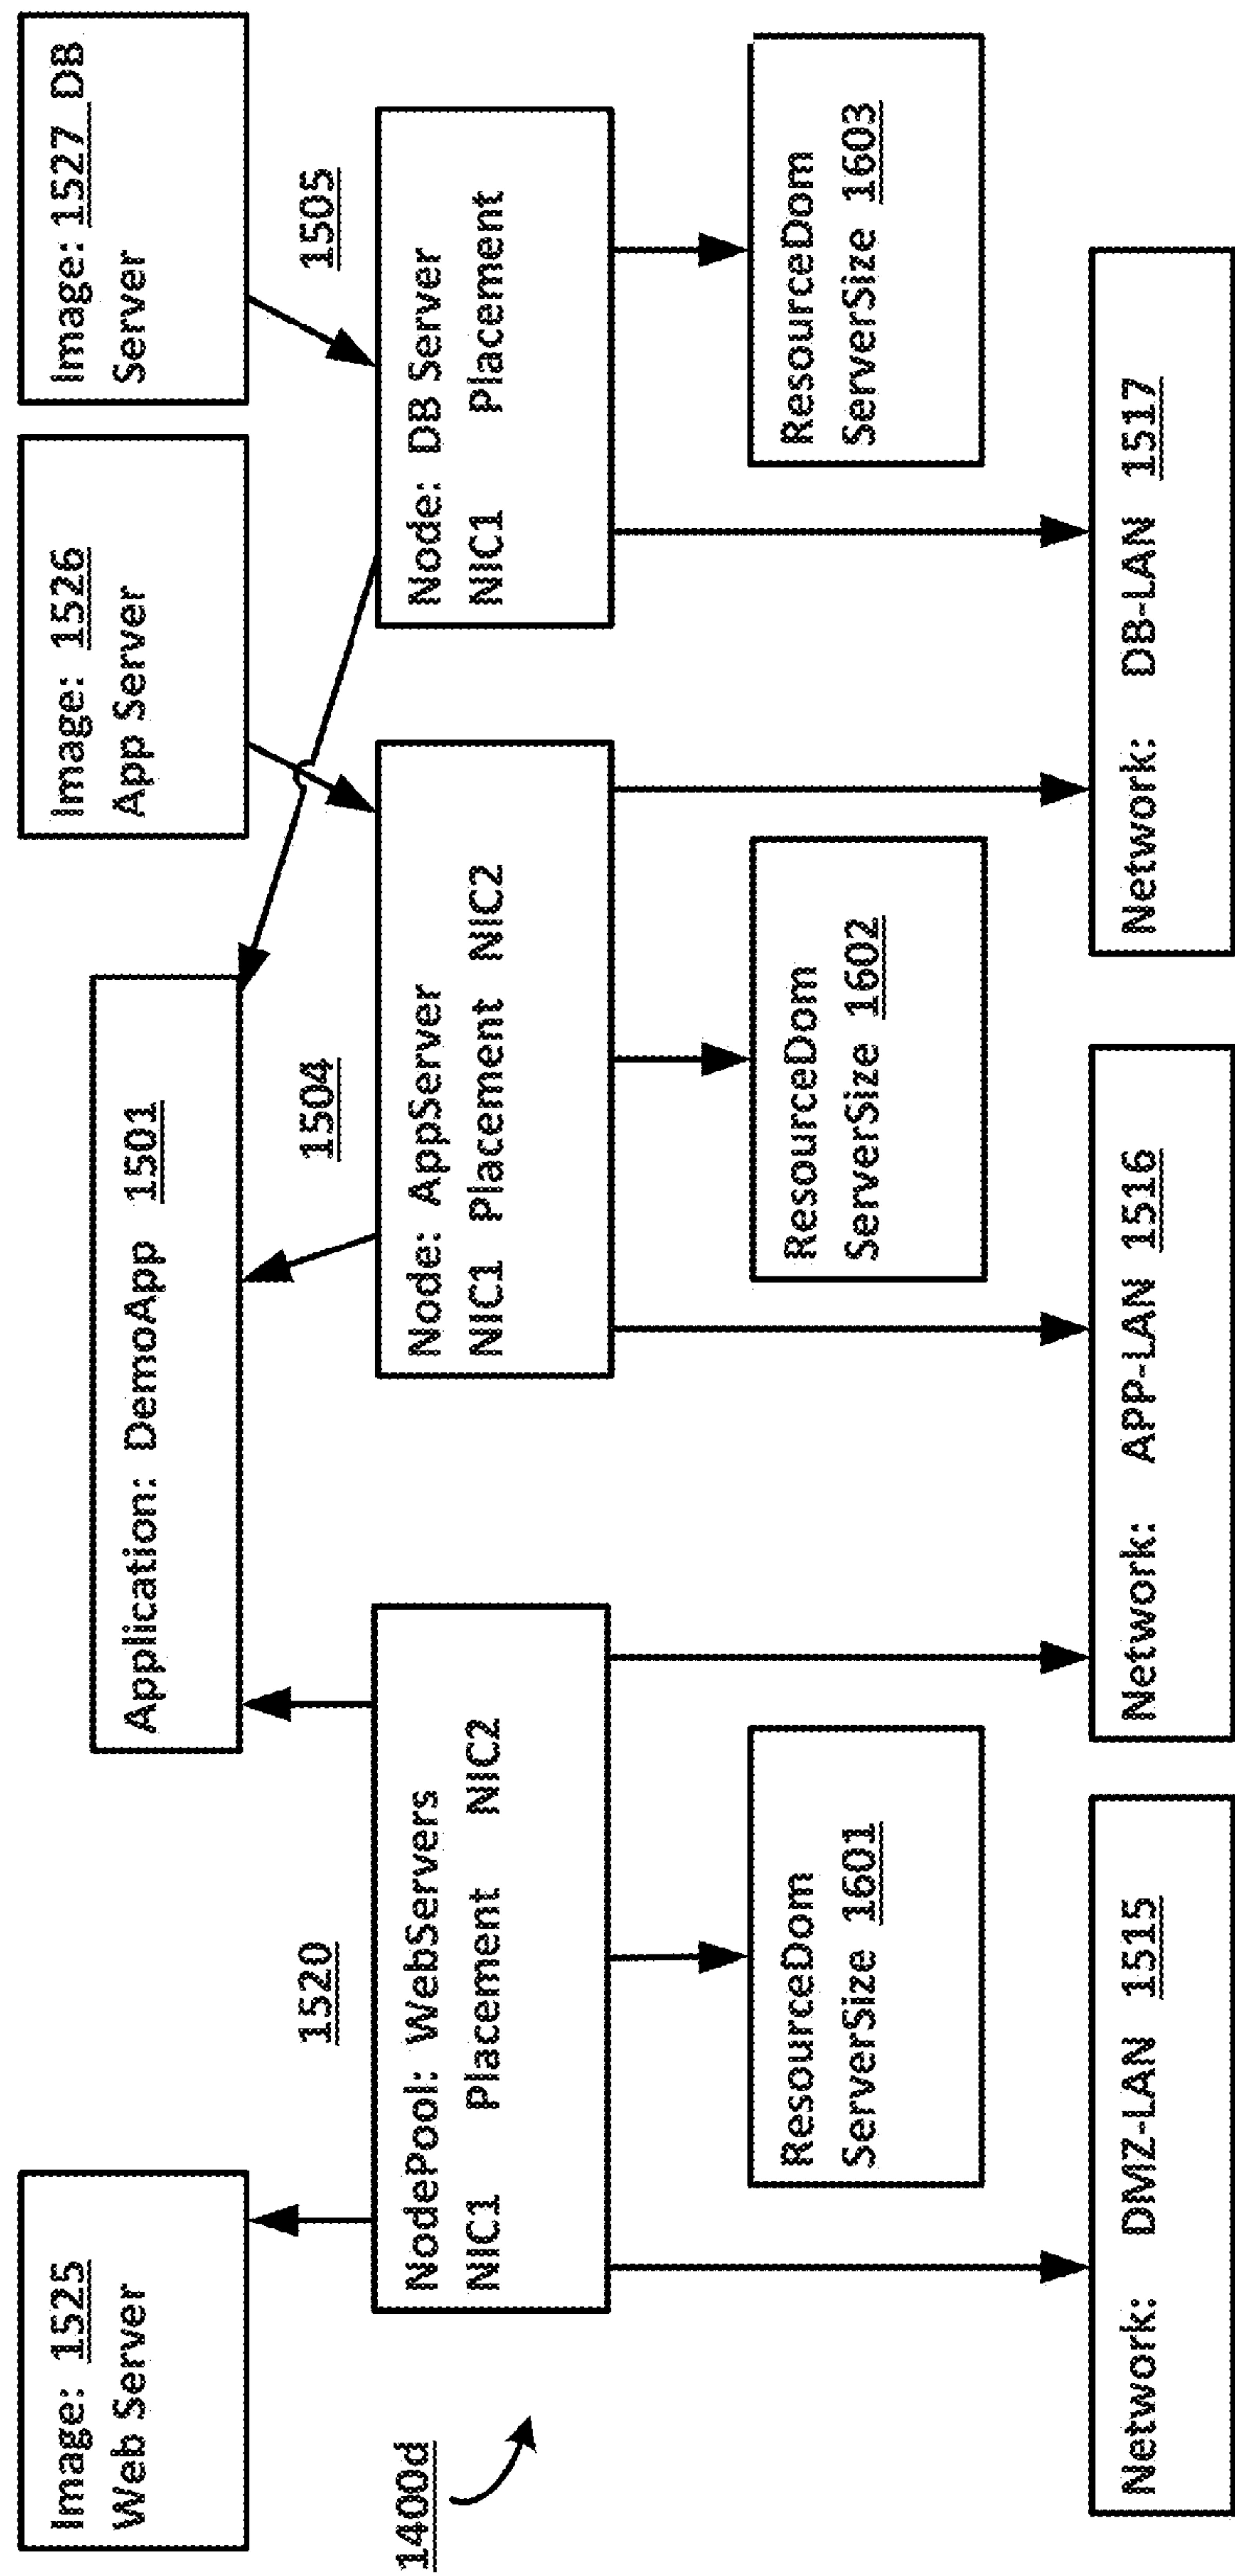 Image: 1525
Web Server
Application: DemoApp 1501
Image: 1526
App Server
Image: 1527 DB
Server
1520
1504
1505
1400d
NodePool: WebServers
NIC1 Placement NIC2
Node: AppServer
NIC1 Placement NIC2
Node: DB Server
NIC1 Placement
ResourceDom
ServerSize 1601
ResourceDom
ServerSize 1602
ResourceDom
ServerSize 1603
Network: DMZ-LAN 1515
Network: APP-LAN 1516
Network: DB-LAN 1517